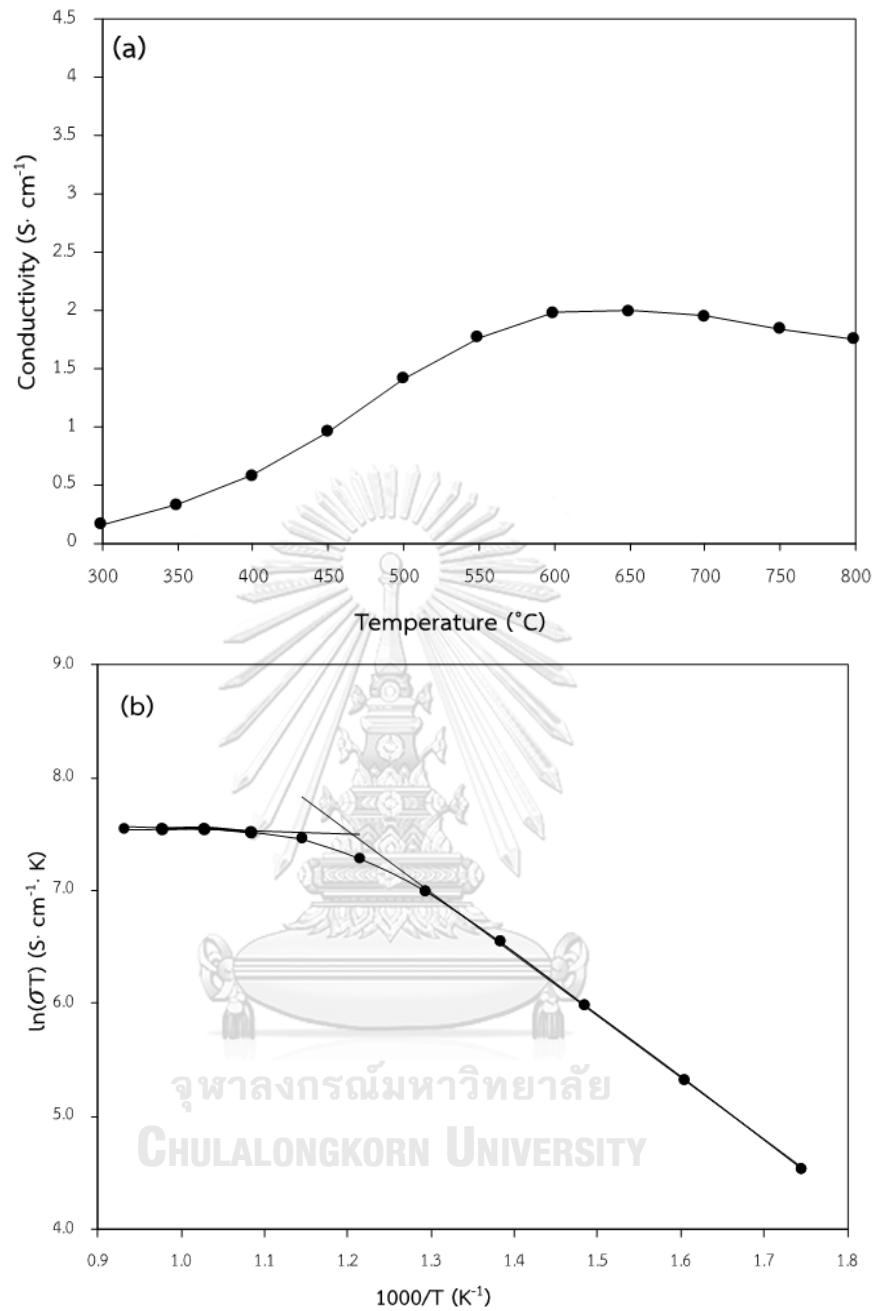 (a)
Conductivity (S· cm⁻¹)
4.5
4
3.5
3
2.5
2
1.5
1
0.5
0
300 350 400 450 500 550 600 650 700 750 800
Temperature (˚C)
(b)
ln(σT) (S· cm⁻¹· K)
9.0
8.0
7.0
6.0
5.0
4.0
จุฬาลงกรณ์มหาวิทยาลัย
CHULALONGKORN UNIVERSITY
0.9 1.0 1.1 1.2 1.3 1.4 1.5 1.6 1.7 1.8
1000/T (K⁻¹)